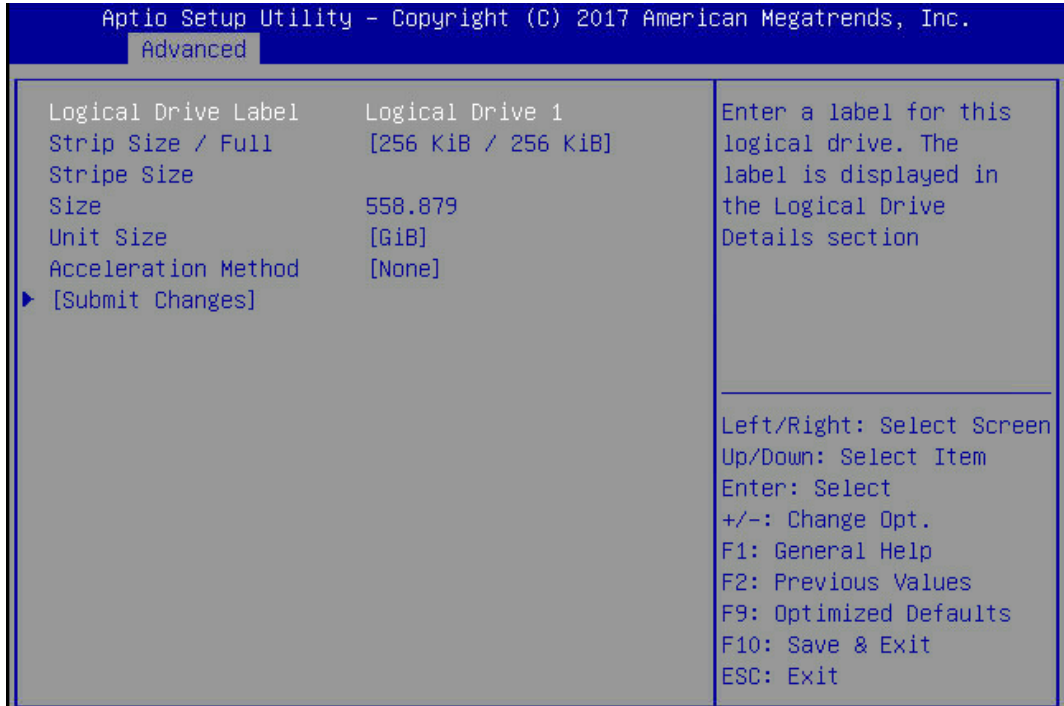 Aptio Setup Utility – Copyright (C) 2017 American Megatrends, Inc.
Advanced
Logical Drive Label Logical Drive 1
Strip Size / Full [256 KiB / 256 KiB]
Stripe Size
Size 558.879
Unit Size [GiB]
Acceleration Method [None]
[Submit Changes]
Enter a label for this
logical drive. The
label is displayed in
the Logical Drive
Details section
Left/Right: Select Screen
Up/Down: Select Item
Enter: Select
+/-: Change Opt.
F1: General Help
F2: Previous Values
F9: Optimized Defaults
F10: Save & Exit
ESC: Exit